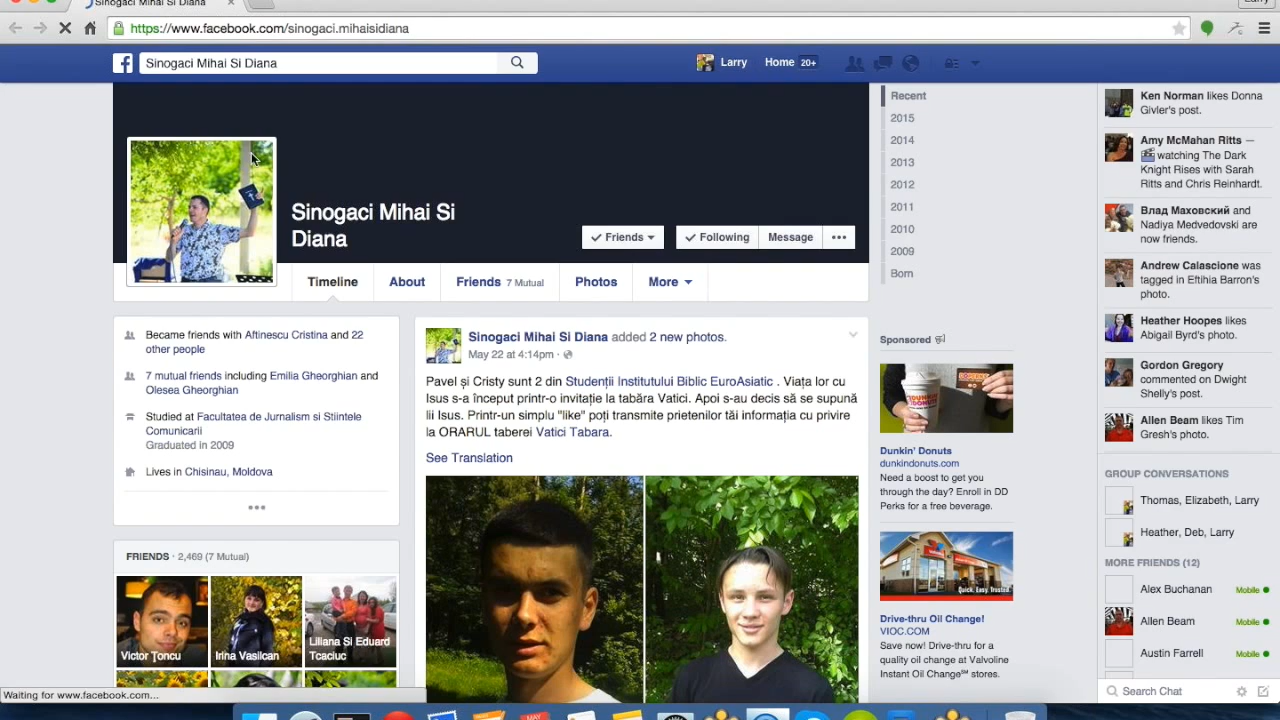 Sinogaci Mihai Si Diana
Larry
https://www.facebook.com/sinogaci.mihaisidiana
Sinogaci Mihai Si Diana
Larry
Home 20+
Sinogaci Mihai Si
Diana
Friends
Following
Message
Timeline
About
Friends 7 Mutual
Photos
More
Became friends with Aftinescu Cristina and 22
other people
7 mutual friends including Emilia Gheorghian and
Olesea Gheorghian
Studied at Facultatea de Jurnalism si Stiintele
Comunicarii
Graduated in 2009
Lives in Chisinau, Moldova
FRIENDS · 2,469 (7 Mutual)
Victor Țoncu
Irina Vasilcan
Liliana Si Eduard
Tcaciuc
Waiting for www.facebook.com...
Sinogaci Mihai Si Diana added 2 new photos.
May 22 at 4:14pm ·
Pavel și Cristy sunt 2 din Studenții Institutului Biblic EuroAsiatic . Viața lor cu
Isus s-a început printr-o invitație la tabăra Vatici. Apoi s-au decis să se supună
lii Isus. Printr-un simplu "like" poți transmite prietenilor tăi informația cu privire
la ORARUL taberei Vatici Tabara.
See Translation
Recent
2015
2014
2013
2012
2011
2010
2009
Born
Sponsored
Dunkin' Donuts
dunkindonuts.com
Need a boost to get you
through the day? Enroll in DD
Perks for a free beverage.
Quick. Easy. Trusted.
Drive-thru Oil Change!
VIOC.COM
Save now! Drive-thru for a
quality oil change at Valvoline
Instant Oil Change℠ stores.
Ken Norman likes Donna
Givler's post.
Amy McMahan Ritts —
watching The Dark
Knight Rises with Sarah
Ritts and Chris Reinhardt.
Влад Маховский and
Nadiya Medvedovski are
now friends.
Andrew Calascione was
tagged in Eftihia Barron's
photo.
Heather Hoopes likes
Abigail Byrd's photo.
Gordon Gregory
commented on Dwight
Shelly's post.
Allen Beam likes Tim
Gresh's photo.
GROUP CONVERSATIONS
Thomas, Elizabeth, Larry
Heather, Deb, Larry
MORE FRIENDS (12)
Alex Buchanan
Mobile
Allen Beam
Mobile
Austin Farrell
Mobile
Search Chat
MAY